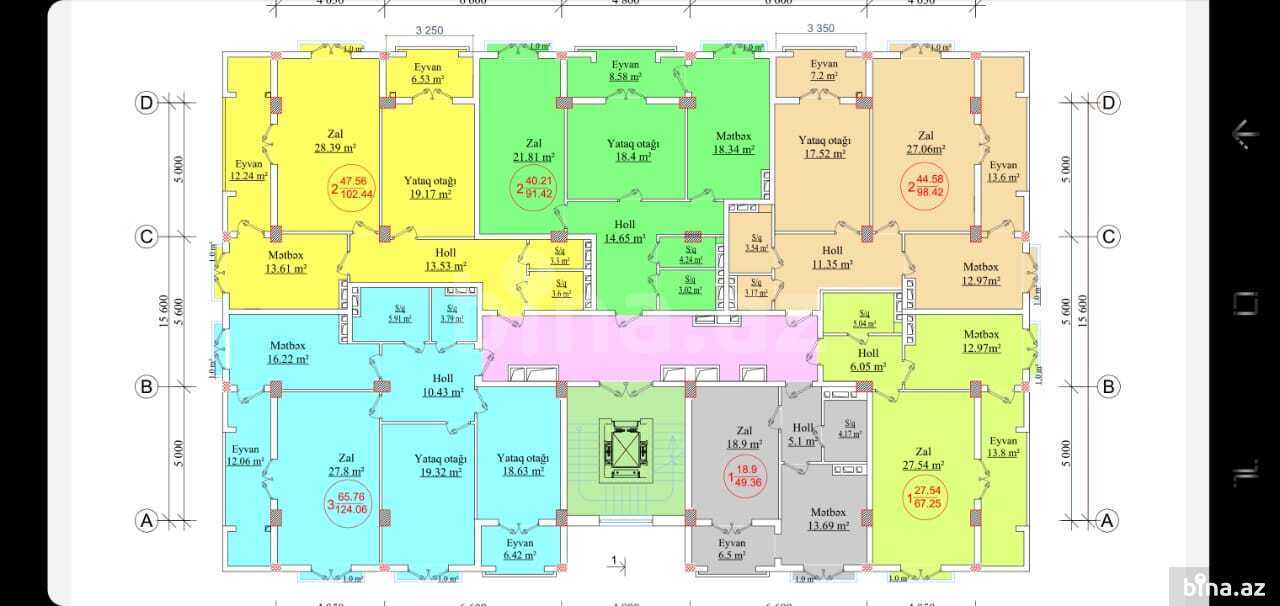 4 050
6 600
4 800
6 600
4 050
3 250
3 350
1.0 m²
1.0 m²
1.0 m²
1.0 m²
Eyvan
6.53 m²
Eyvan
8.58 m²
Eyvan
7.2 m²
D
D
Zal
28.39 m²
Zal
21.81 m²
Yataq otağı
18.4 m²
Mətbəx
18.34 m²
Yataq otağı
17.52 m²
Zal
27.06m²
Eyvan
12.24 m²
Eyvan
13.6 m²
5 000
5 000
2 47.56
102.44
Yataq otağı
19.17 m²
2 40.21
91.42
2 44.58
98.42
Holl
14.65 m²
C
C
S/q
3.54 m²
1.0 m²
Mətbəx
13.61 m²
Holl
13.53 m²
S/q
3.3 m²
S/q
4.24 m²
Holl
11.35 m²
Mətbəx
12.97m²
1.0 m²
S/q
3.6 m²
S/q
3.02 m²
S/q
3.17 m²
15 600
5 600
5 600
15 600
S/q
5.91 m²
S/q
3.79 m²
S/q
5.04 m²
bina.az
Mətbəx
16.22 m²
Holl
6.05 m²
Mətbəx
12.97m²
1.0 m²
1.0 m²
Holl
10.43 m²
B
B
Eyvan
12.06 m²
Zal
27.8 m²
Yataq otağı
19.32 m²
Yataq otağı
18.63 m²
Zal
18.9 m²
Holl
5.1 m²
S/q
4.17 m²
Zal
27.54 m²
Eyvan
13.8 m²
5 000
5 000
3 65.76
124.06
1 18.9
49.36
1 27.54
67.25
Mətbəx
13.69 m²
A
A
Eyvan
6.42 m²
Eyvan
6.5 m²
1
1.0 m²
1.0 m²
1.0 m²
1.0 m²
4 050
6 600
4 800
6 600
4 050
bina.az